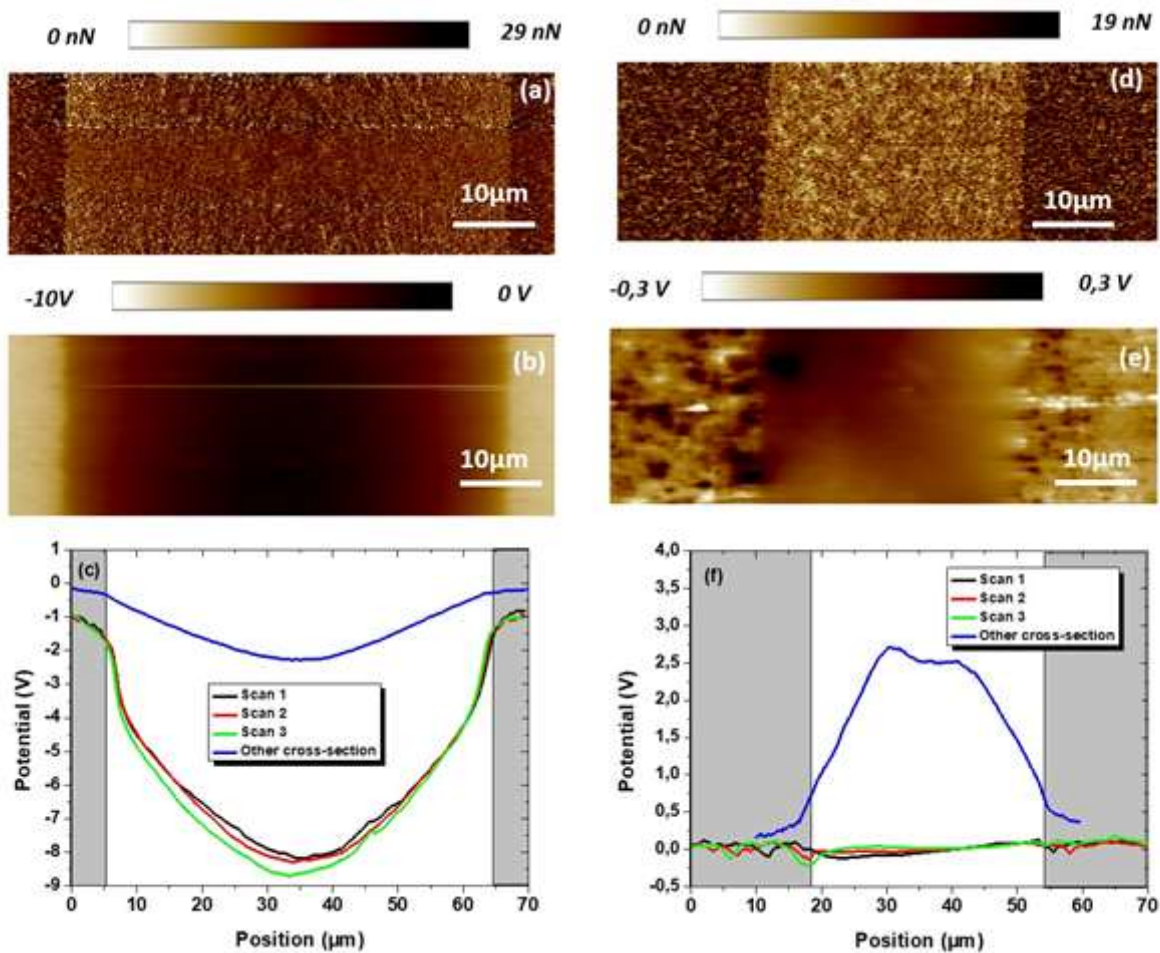 0 nN 29 nN
(a)
10µm
-10V 0 V
(b)
10µm
1
0
-1
-2
-3
-4
-5
-6
-7
-8
-9
Potential (V)
(c)
Scan 1
Scan 2
Scan 3
Other cross-section
0 10 20 30 40 50 60 70
Position (µm)
0 nN 19 nN
(d)
10µm
-0,3 V 0,3 V
(e)
10µm
4,0
3,5
3,0
2,5
2,0
1,5
1,0
0,5
0,0
-0,5
Potential (V)
(f)
Scan 1
Scan 2
Scan 3
Other cross-section
0 10 20 30 40 50 60 70
Position (µm)